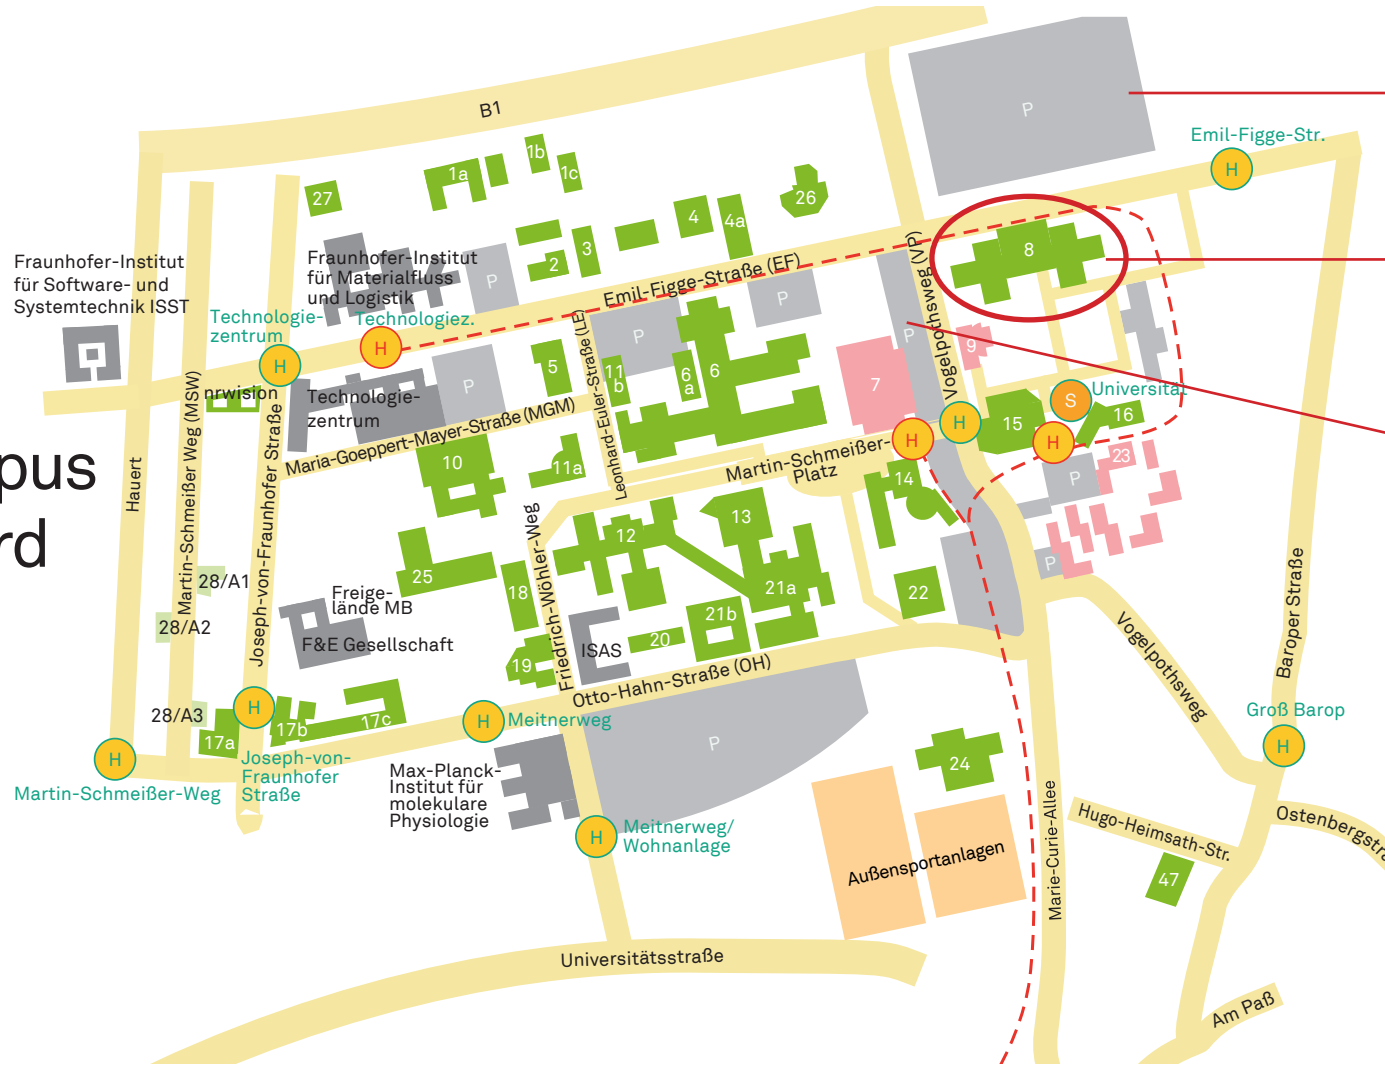 B1
P
Emil-Figge-Str.
H
1b
1a
1c
27
26
4
4a
3
2
8
Fraunhofer-Institut
für Software- und
Systemtechnik ISST
Fraunhofer-Institut
für Materialfluss
und Logistik
P
Emil-Figge-Straße (EF)
P
Vogelpothsweg (VP)
Technologie-
zentrum
H
Technologiez.
H
P
P
9
5
11
b
6
a
6
7
nrwision
Technologie-
zentrum
P
Leonhard-Euler-Straße (LE)
S
Universität
15
16
H
H
H
Maria-Goeppert-Mayer-Straße (MGM)
Martin-Schmeißer-
Platz
10
11a
14
P
23
pus
rd
Hauert
Martin-Schmeißer Weg (MSW)
Joseph-von-Fraunhofer Straße
Friedrich-Wöhler-Weg
13
12
P
25
28/A1
18
21a
22
Freige-
lände MB
28/A2
21b
F&E Gesellschaft
ISAS
20
19
Vogelpothsweg
Baroper Straße
Otto-Hahn-Straße (OH)
28/A3
H
17b
17c
17a
H
Meitnerweg
P
Groß Barop
H
H
Martin-Schmeißer-Weg
Joseph-von-
Fraunhofer
Straße
Max-Planck-
Institut für
molekulare
Physiologie
24
H
Meitnerweg/
Wohnanlage
Marie-Curie-Allee
Hugo-Heimsath-Str.
Ostenbergstra
Außensportanlagen
47
Universitätsstraße
Am Paß